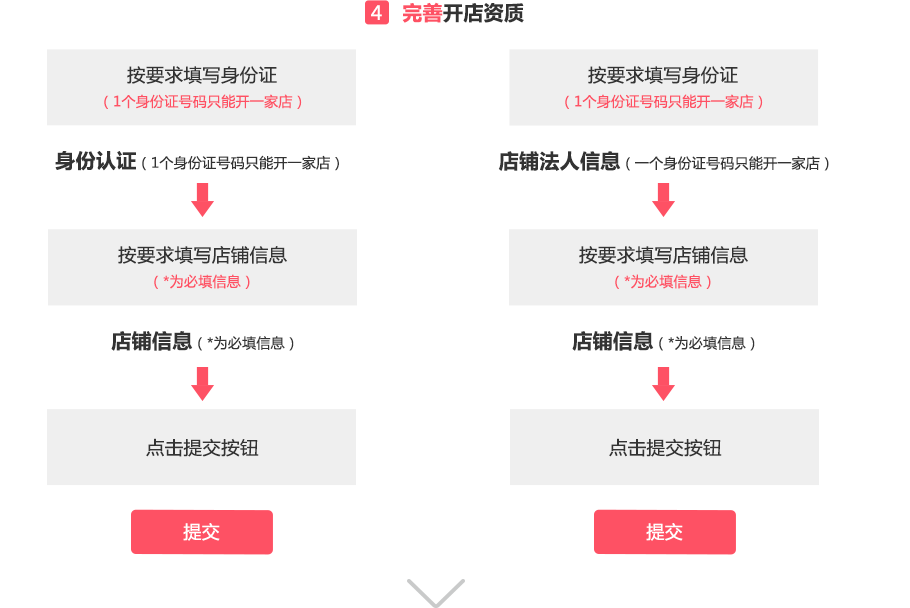 4 完善开店资质
按要求填写身份证
（1个身份证号码只能开一家店）
身份认证（1个身份证号码只能开一家店）
按要求填写店铺信息
（*为必填信息）
店铺信息（*为必填信息）
点击提交按钮
提交
按要求填写身份证
（1个身份证号码只能开一家店）
店铺法人信息（一个身份证号码只能开一家店）
按要求填写店铺信息
（*为必填信息）
店铺信息（*为必填信息）
点击提交按钮
提交